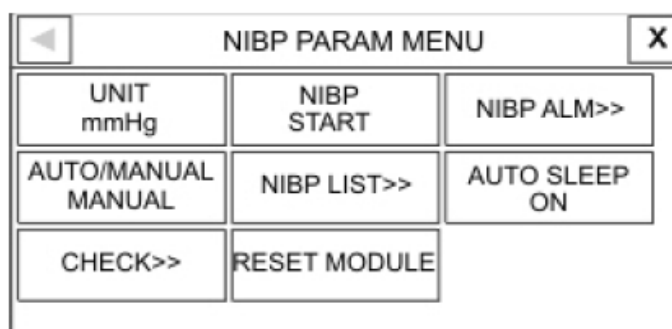 NIBP PARAM MENU
X
UNIT
mmHg
NIBP
START
NIBP ALM>>
AUTO/MANUAL
MANUAL
NIBP LIST>>
AUTO SLEEP
ON
CHECK>>
RESET MODULE